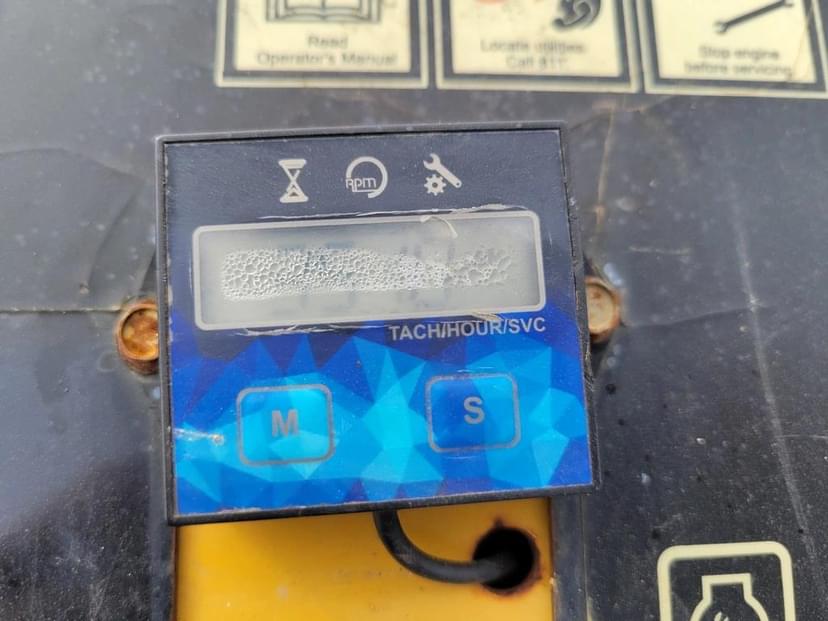 Read
Operator's Manual
Locate utilities.
Call 811
Stop engine
before servicing
RPM
TACH/HOUR/SVC
M
S